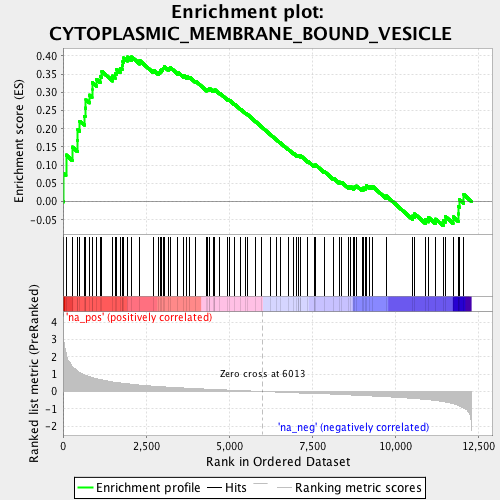 Enrichment plot:
CYTOPLASMIC_MEMBRANE_BOUND_VESICLE
Enrichment score (ES)
0.40
0.35
0.30
0.25
0.20
0.15
0.10
0.05
0.00
-0.05
'na_pos' (positively correlated)
Ranked list metric (PreRanked)
4
3
2
1
0
-1
-2
Zero cross at 6013
'na_neg' (negatively correlated)
0
2,500
5,000
7,500
10,000
12,500
Rank in Ordered Dataset
Enrichment profile
Hits
Ranking metric scores